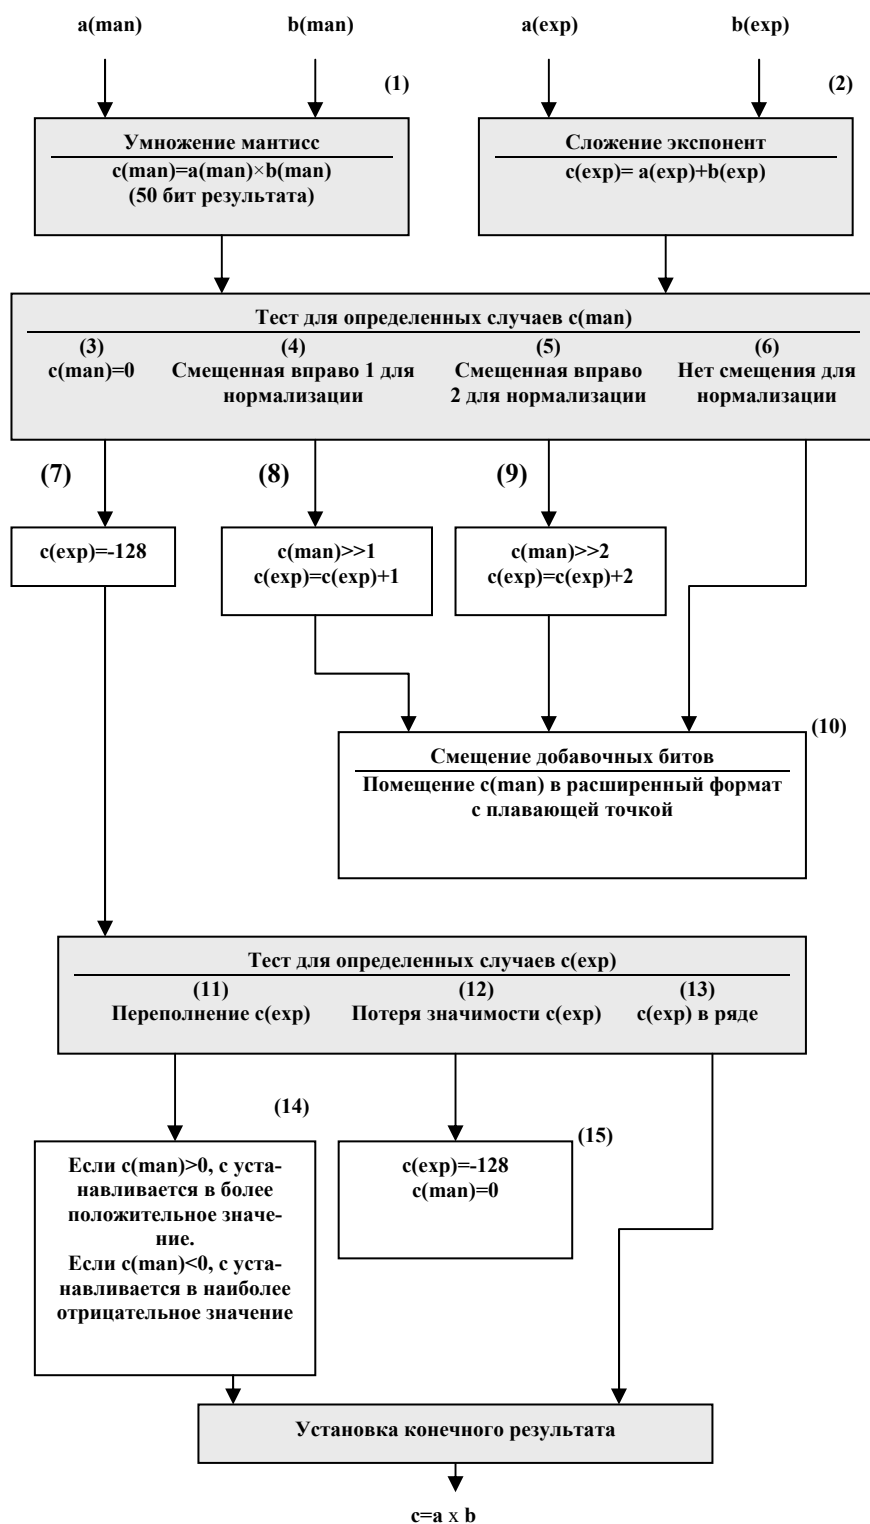 a(man) b(man) a(exp) b(exp)
(1) (2)
Умножение мантисс
c(man)=a(man)×b(man)
(50 бит результата)
Сложение экспонент
c(exp)= a(exp)+b(exp)
Тест для определенных случаев c(man)
(3)
c(man)=0
(4)
Смещенная вправо 1 для
нормализации
(5)
Смещенная вправо
2 для нормализации
(6)
Нет смещения для
нормализации
(7) (8) (9)
c(exp)=-128
c(man)>>1
c(exp)=c(exp)+1
c(man)>>2
c(exp)=c(exp)+2
(10)
Смещение добавочных битов
Помещение c(man) в расширенный формат
с плавающей точкой
Тест для определенных случаев c(exp)
(11)
Переполнение c(exp)
(12)
Потеря значимости c(exp)
(13)
c(exp) в ряде
(14)
Если c(man)>0, с уста-
навливается в более
положительное значе-
ние.
Если c(man)<0, с уста-
навливается в наиболее
отрицательное значение
(15)
c(exp)=-128
c(man)=0
Установка конечного результата
c=a x b